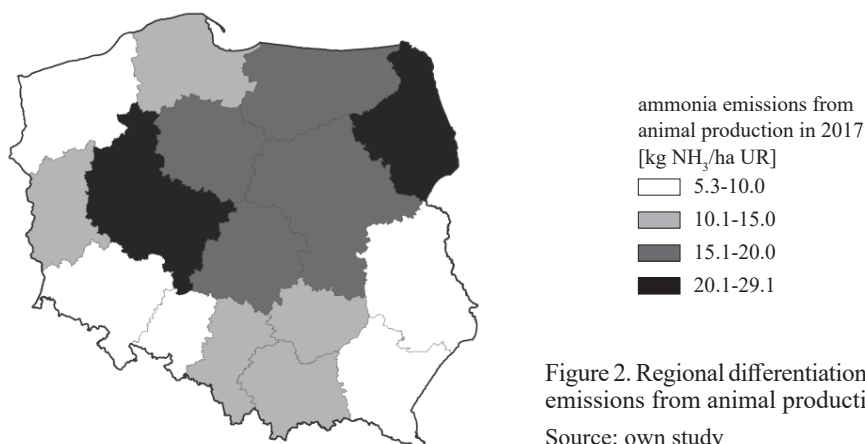 ammonia emissions from
animal production in 2017
[kg NH₃/ha UR]
5.3-10.0
10.1-15.0
15.1-20.0
20.1-29.1
Figure 2. Regional differentiation
emissions from animal producti
Source: own study